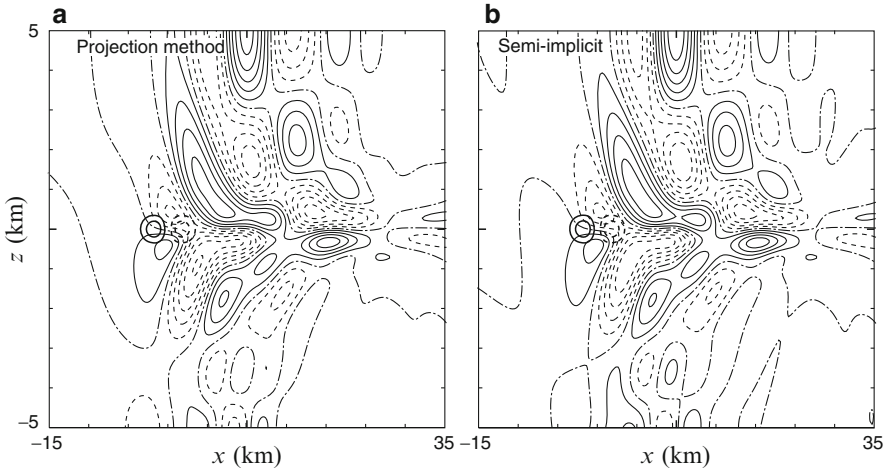 a
b
5
Projection method
Semi-implicit
z (km)
−5
−15
35
−15
35
x (km)
x (km)